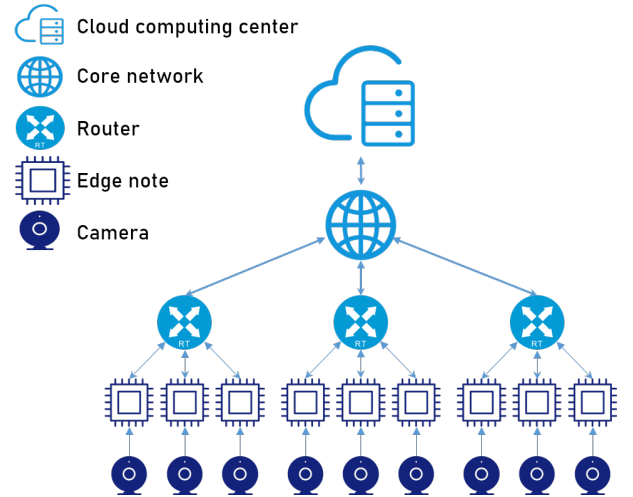 Cloud computing center
Core network
RT
Router
Edge note
Camera
RT
RT
RT